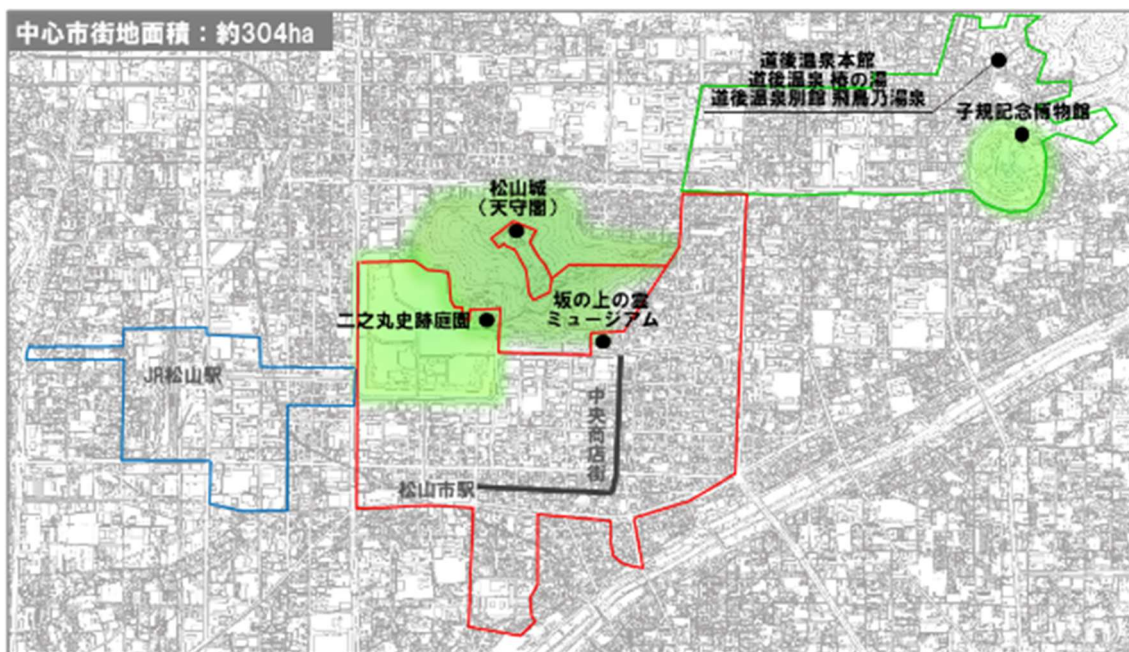 中心市街地面積：約304ha
道後温泉本館
道後温泉 椿の湯
道後温泉別館 飛鳥乃湯泉
子規記念博物館
松山城
（天守閣）
坂の上の雲
ミュージアム
二之丸史跡庭園
JR松山駅
中央商店街
松山市駅